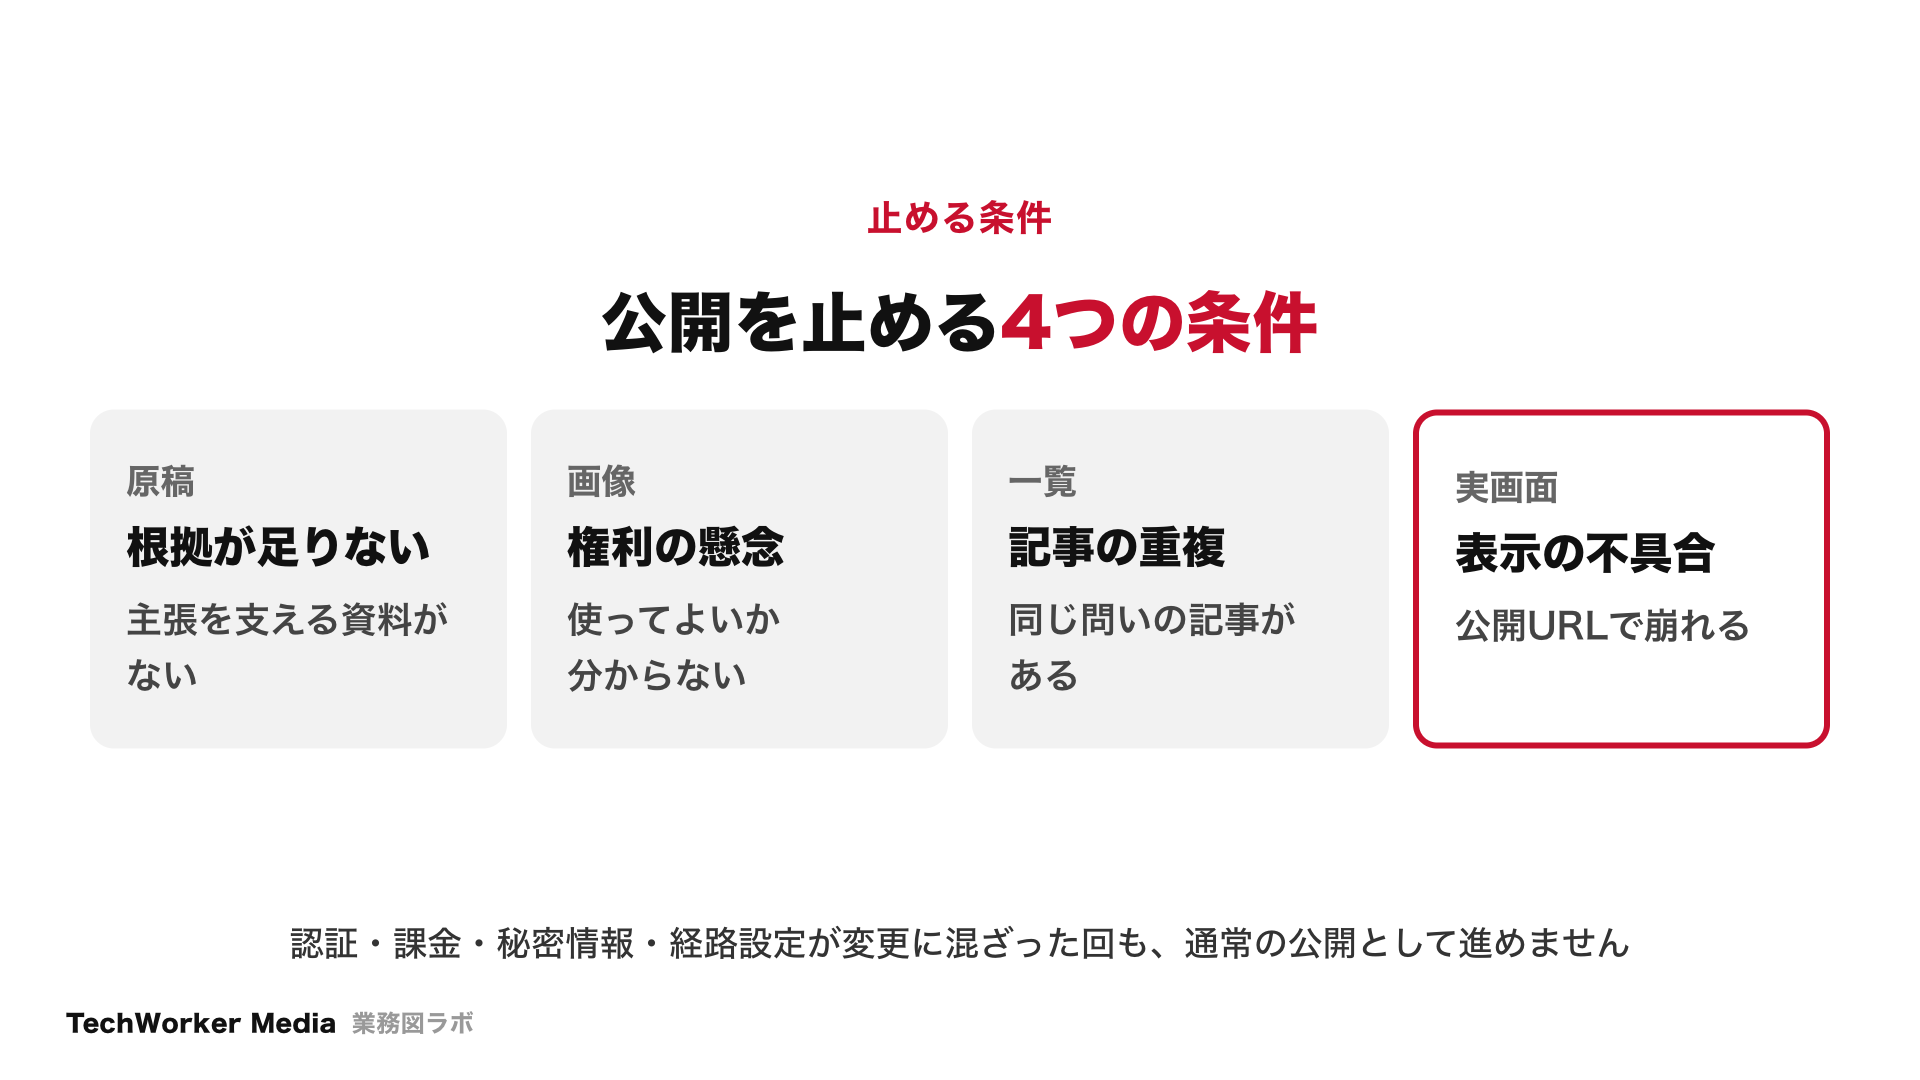 止める条件
公開を止める4つの条件
原稿
根拠が足りない
主張を支える資料が
ない
画像
権利の懸念
使ってよいか
分からない
一覧
記事の重複
同じ問いの記事が
ある
実画面
表示の不具合
公開URLで崩れる
認証・課金・秘密情報・経路設定が変更に混ざった回も、通常の公開として進めません
TechWorker Media 業務図ラボ